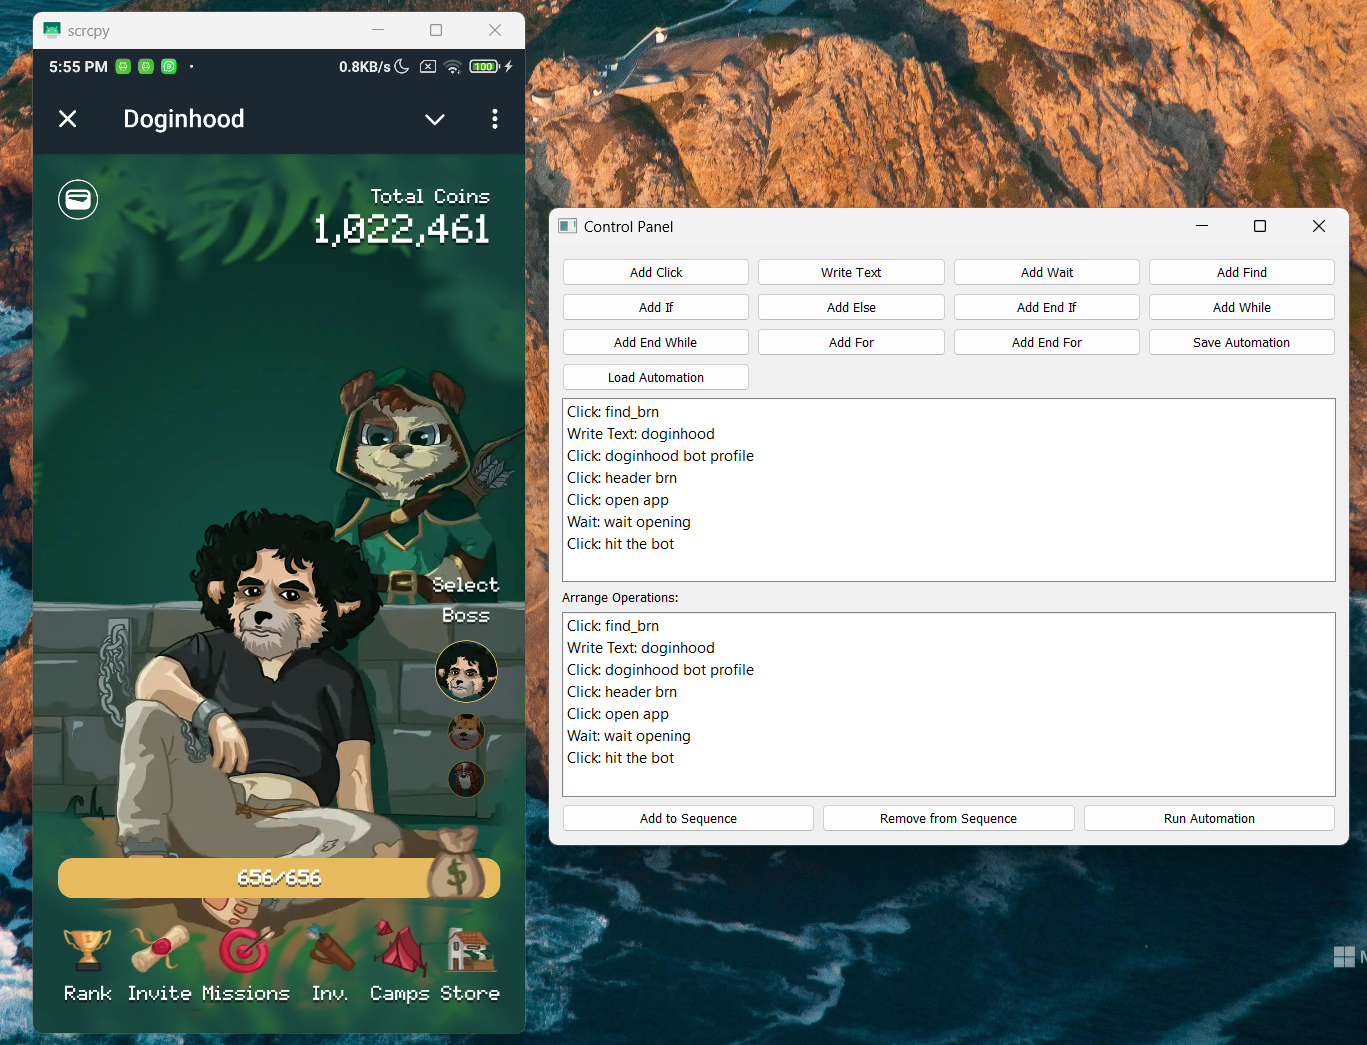 scrcpy
5:55 PM
0.8KB/s
100
Doginhood
Total Coins
1,022,461
Select
Boss
656/656
$
1
Rank
Invite
Missions
Inv.
Camps
Store
Control Panel
Add Click
Write Text
Add Wait
Add Find
Add If
Add Else
Add End If
Add While
Add End While
Add For
Add End For
Save Automation
Load Automation
Click: find_brn
Write Text: doginhood
Click: doginhood bot profile
Click: header brn
Click: open app
Wait: wait opening
Click: hit the bot
Arrange Operations:
Click: find_brn
Write Text: doginhood
Click: doginhood bot profile
Click: header brn
Click: open app
Wait: wait opening
Click: hit the bot
Add to Sequence
Remove from Sequence
Run Automation